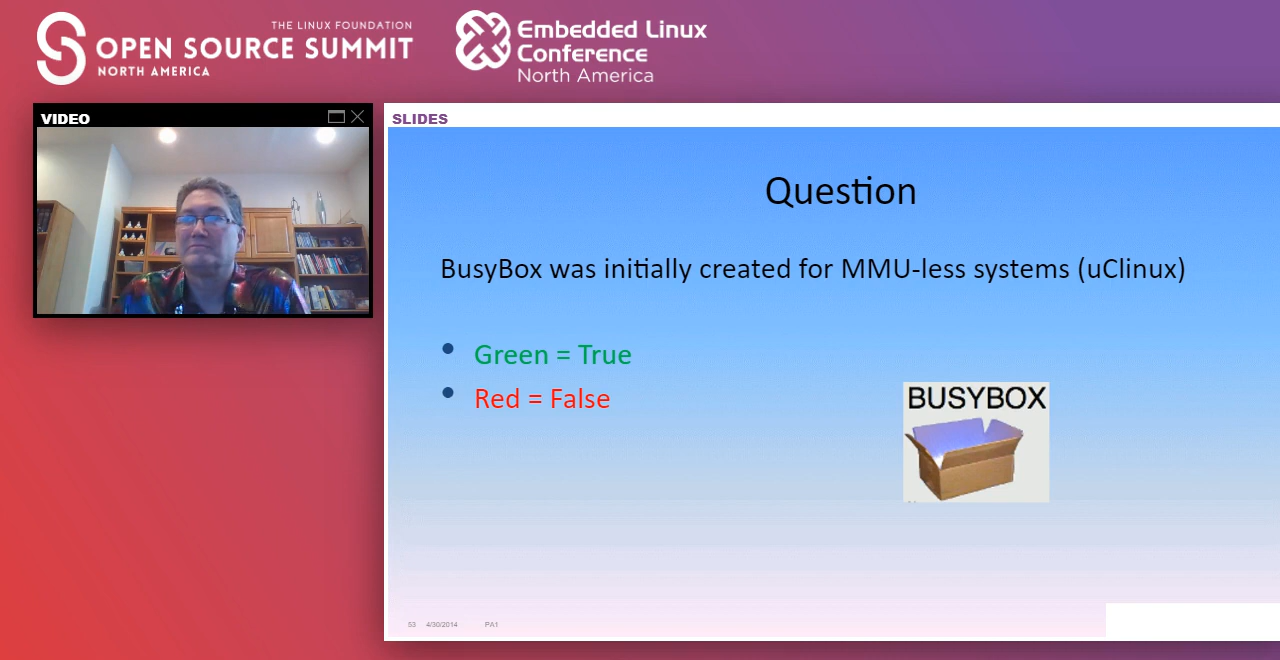 THE LINUX FOUNDATION
OPEN SOURCE SUMMIT
NORTH AMERICA
Embedded Linux
Conference
North America
VIDEO
SLIDES
Question
BusyBox was initially created for MMU-less systems (uClinux)
• Green = True
• Red = False
BUSYBOX
53 4/30/2014 PA1